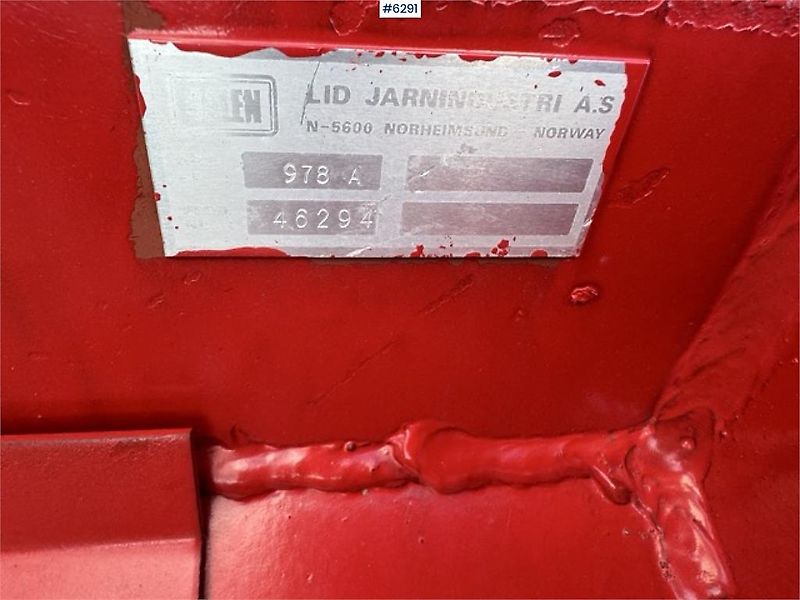 #6291
LID JARNINDUSTRI A.S
N-5600 NORHEIMSUND - NORWAY
978 A
46294